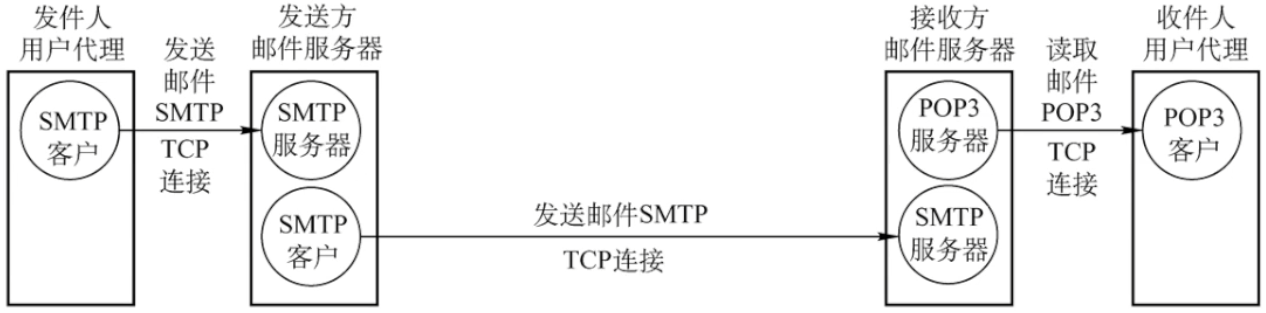 发件人
用户代理
发送
邮件
SMTP
TCP
连接
SMTP
客户
发送方
邮件服务器
SMTP
服务器
SMTP
客户
发送邮件SMTP
TCP连接
接收方
邮件服务器
POP3
服务器
SMTP
服务器
读取
邮件
POP3
TCP
连接
收件人
用户代理
POP3
客户